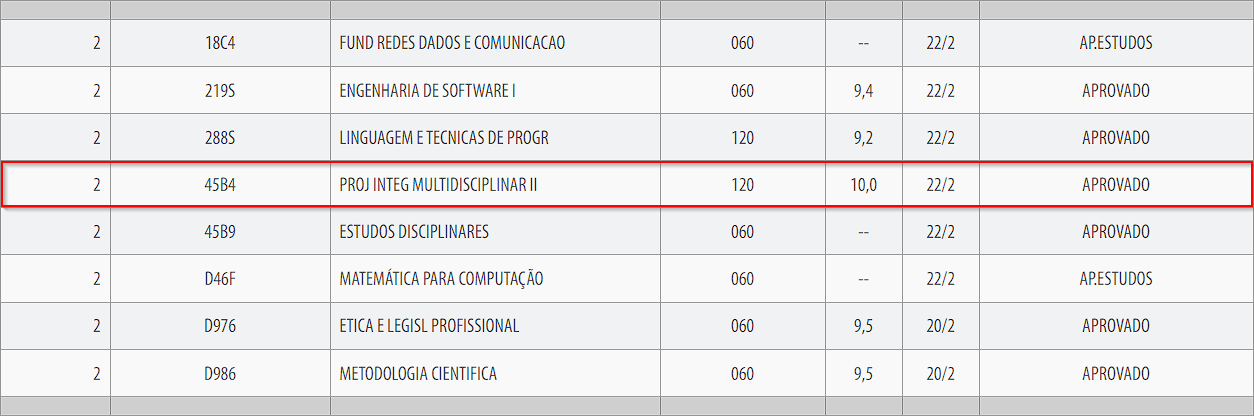 2 18C4 FUND REDES DADOS E COMUNICACAO 060 -- 22/2 AP.ESTUDOS
2 219S ENGENHARIA DE SOFTWARE I 060 9,4 22/2 APROVADO
2 288S LINGUAGEM E TECNICAS DE PROGR 120 9,2 22/2 APROVADO
2 45B4 PROJ INTEG MULTIDISCIPLINAR II 120 10,0 22/2 APROVADO
2 45B9 ESTUDOS DISCIPLINARES 060 -- 22/2 APROVADO
2 D46F MATEMÁTICA PARA COMPUTAÇÃO 060 -- 22/2 AP.ESTUDOS
2 D976 ETICA E LEGISL PROFISSIONAL 060 9,5 20/2 APROVADO
2 D986 METODOLOGIA CIENTIFICA 060 9,5 20/2 APROVADO